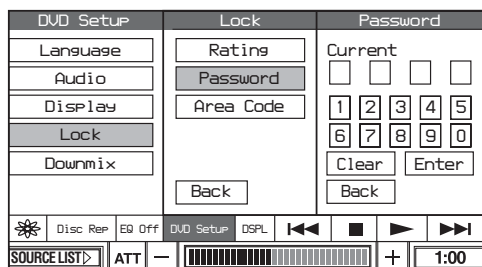 DVD Setup
Language
Audio
Display
Lock
Downmix
Lock
Rating
Password
Area Code
Back
Password
Current
1 2 3 4 5
6 7 8 9 0
Clear Enter
Back
Disc Rep EQ Off DVD Setup DSPL
SOURCE LIST ATT − + 1:00